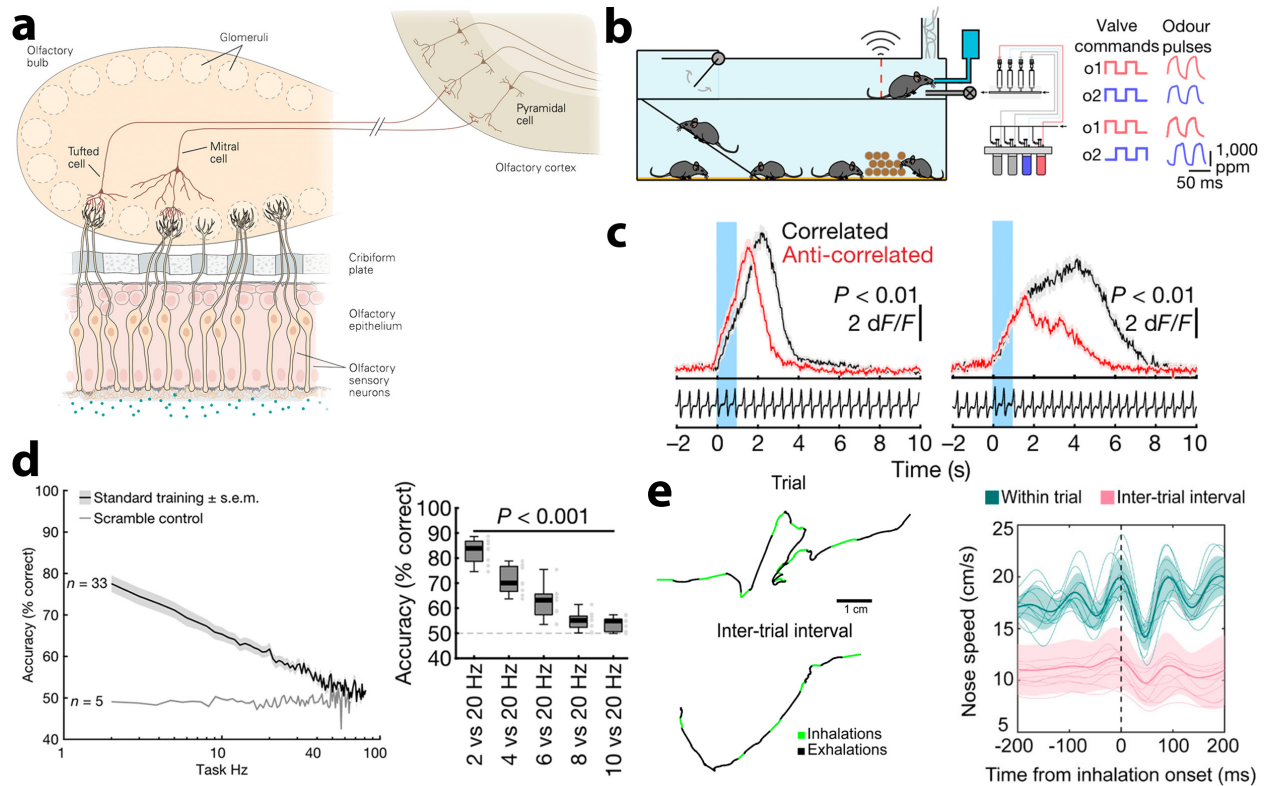 a
Olfactory
bulb
Glomeruli
Tufted
cell
Mitral
cell
Pyramidal
cell
Olfactory cortex
Cribiform
plate
Olfactory
epithelium
Olfactory
sensory
neurons
b
Valve
commands
Odour
pulses
o1
o2
o1
o2
1,000
ppm
50 ms
c
Correlated
Anti-correlated
P < 0.01
2 dF/F
P < 0.01
2 dF/F
−2 0 2 4 6 8 10
−2 0 2 4 6 8 10
Time (s)
d
Standard training ± s.e.m.
Scramble control
n = 33
n = 5
Accuracy (% correct)
100
90
80
70
60
50
40
1 10 40 100
Task Hz
P < 0.001
Accuracy (% correct)
100
90
80
70
60
50
40
2 vs 20 Hz
4 vs 20 Hz
6 vs 20 Hz
8 vs 20 Hz
10 vs 20 Hz
e
Trial
1 cm
Inter-trial interval
Inhalations
Exhalations
Within trial
Inter-trial interval
Nose speed (cm/s)
25
20
15
10
5
-200 -100 0 100 200
Time from inhalation onset (ms)